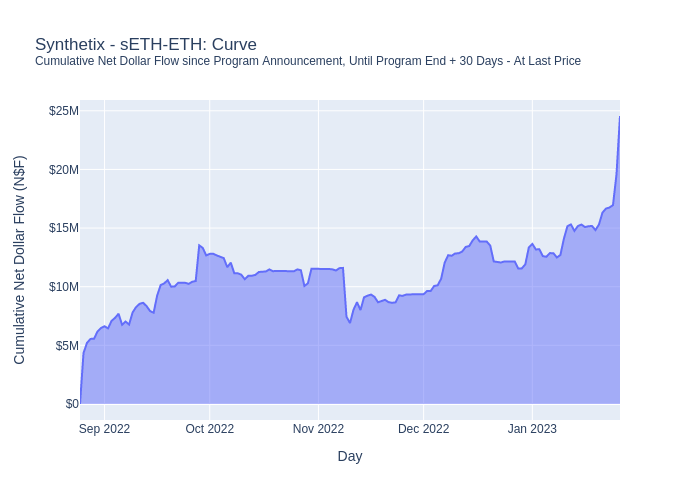 Synthetix - sETH-ETH: Curve
Cumulative Net Dollar Flow since Program Announcement, Until Program End + 30 Days - At Last Price
Cumulative Net Dollar Flow (N$F)
$25M
$20M
$15M
$10M
$5M
$0
Sep 2022 Oct 2022 Nov 2022 Dec 2022 Jan 2023
Day